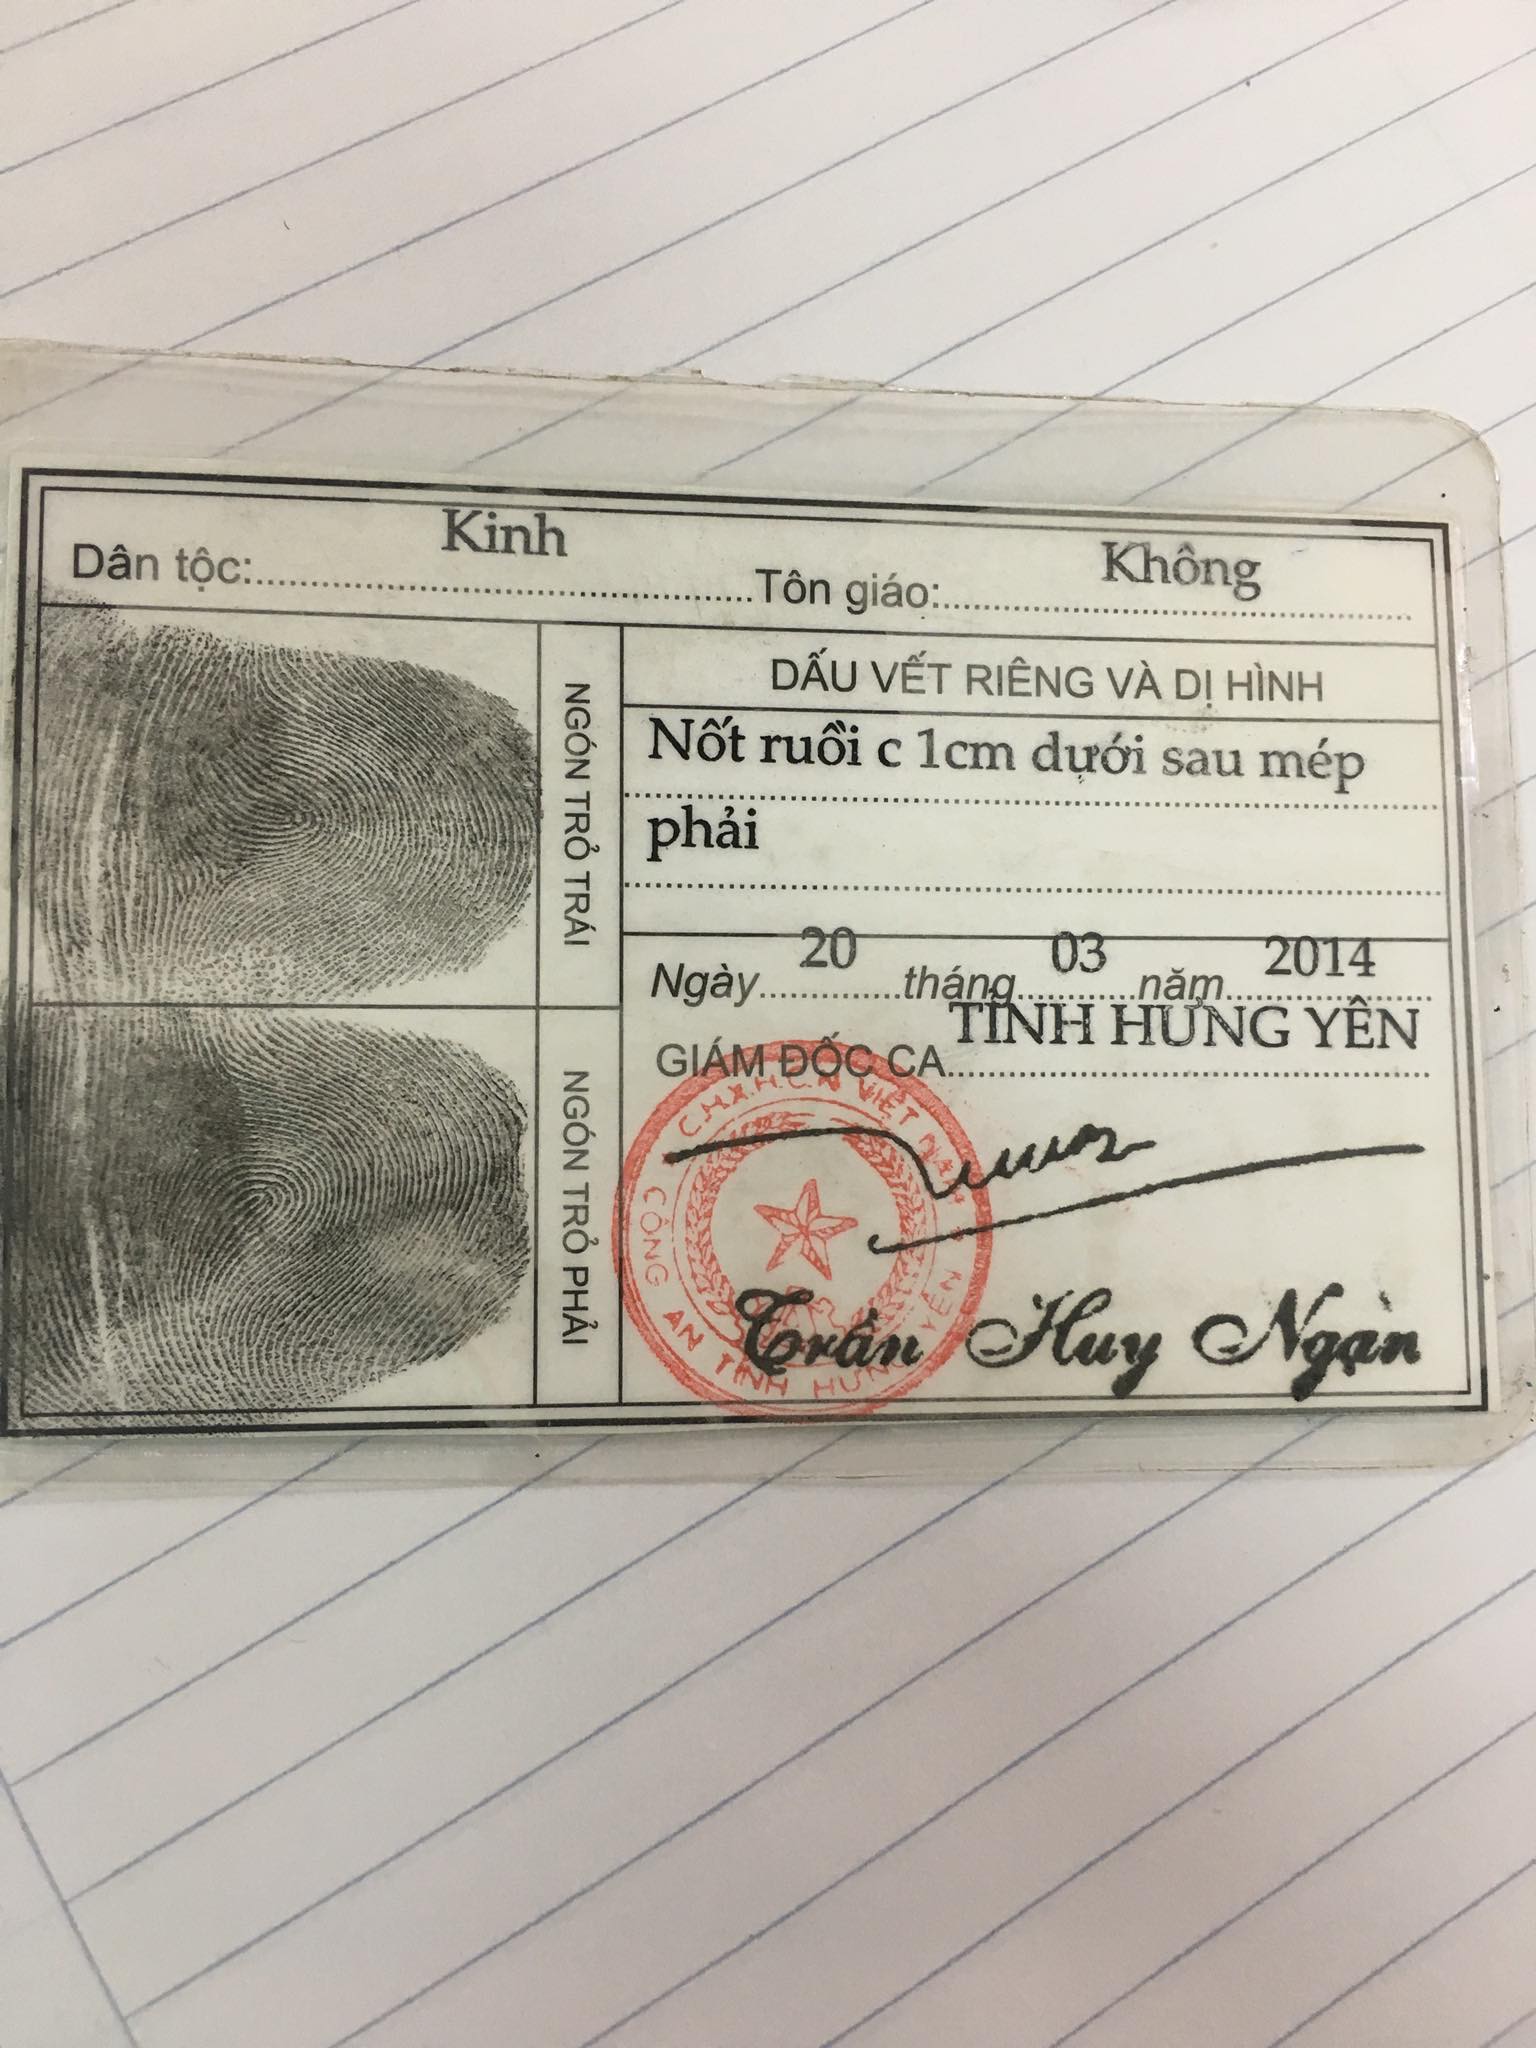 Dân tộc: Kinh Tôn giáo: Không
NGÓN TRỎ TRÁI
NGÓN TRỎ PHẢI
DẤU VẾT RIÊNG VÀ DỊ HÌNH
Nốt ruồi c 1cm dưới sau mép
phải
Ngày 20 tháng 03 năm 2014
GIÁM ĐỐC CA TỈNH HƯNG YÊN
C.H.X.H.C.N VIỆT NAM
CÔNG AN TỈNH HƯNG YÊN
Trần Huy Ngạn